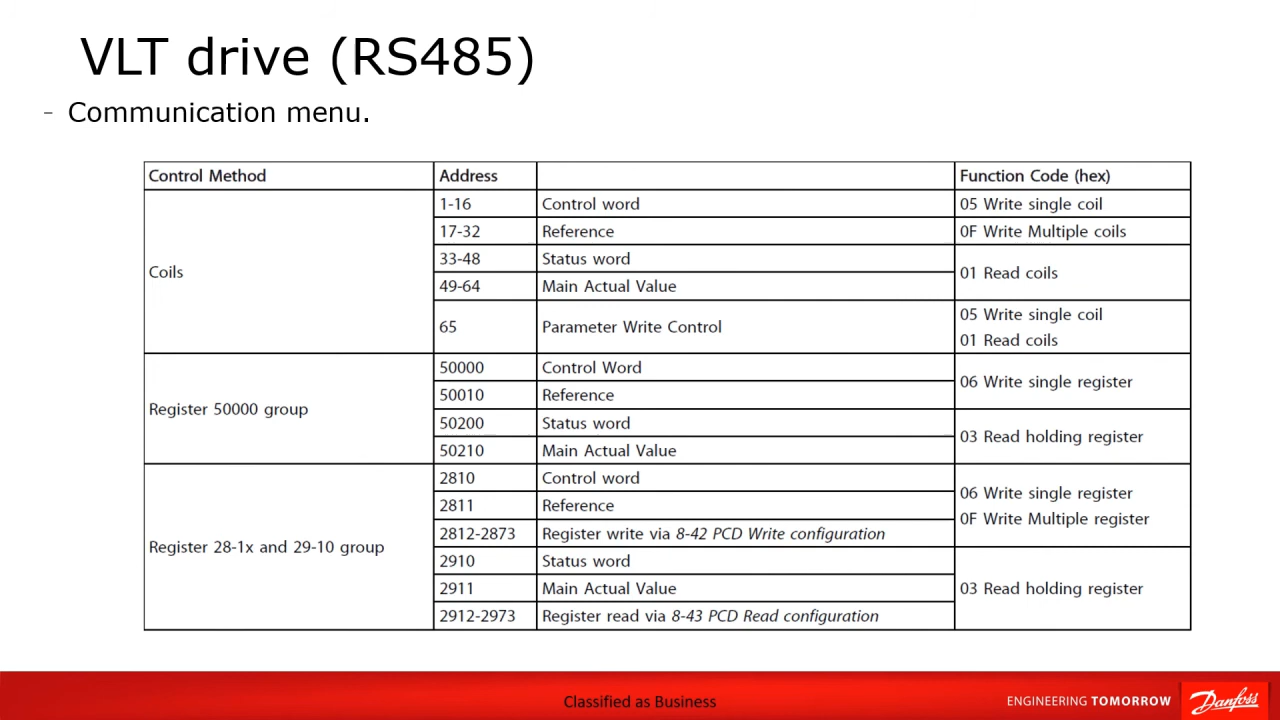 VLT drive (RS485)
- Communication menu.
Control Method Address Function Code (hex)
Coils
1-16 Control word 05 Write single coil
17-32 Reference 0F Write Multiple coils
33-48 Status word
49-64 Main Actual Value
01 Read coils
65 Parameter Write Control
05 Write single coil
01 Read coils
Register 50000 group
50000 Control Word
50010 Reference
06 Write single register
50200 Status word
50210 Main Actual Value
03 Read holding register
Register 28-1x and 29-10 group
2810 Control word
2811 Reference
2812-2873 Register write via 8-42 PCD Write configuration
06 Write single register
0F Write Multiple register
2910 Status word
2911 Main Actual Value
2912-2973 Register read via 8-43 PCD Read configuration
03 Read holding register
Classified as Business
ENGINEERING TOMORROW
Danfoss